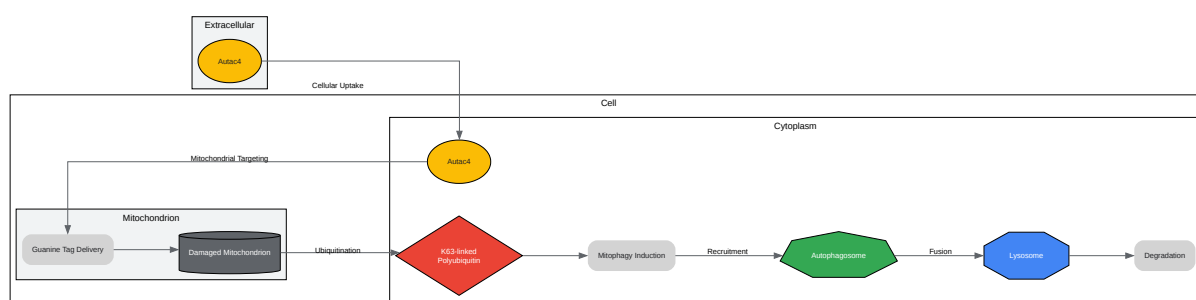 Extracellular
Autac4
Cellular Uptake
Cell
Cytoplasm
Autac4
Mitochondrial Targeting
Mitochondrion
Guanine Tag Delivery
Damaged Mitochondrion
Ubiquitination
K63-linked
Polyubiquitin
Mitophagy Induction
Recruitment
Autophagosome
Fusion
Lysosome
Degradation